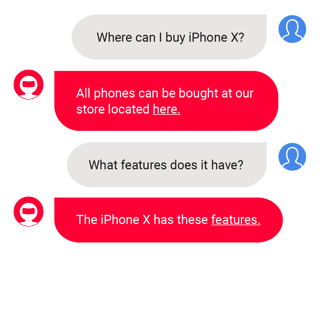 Where can I buy iPhone X?
All phones can be bought at our
store located here.
What features does it have?
The iPhone X has these features.